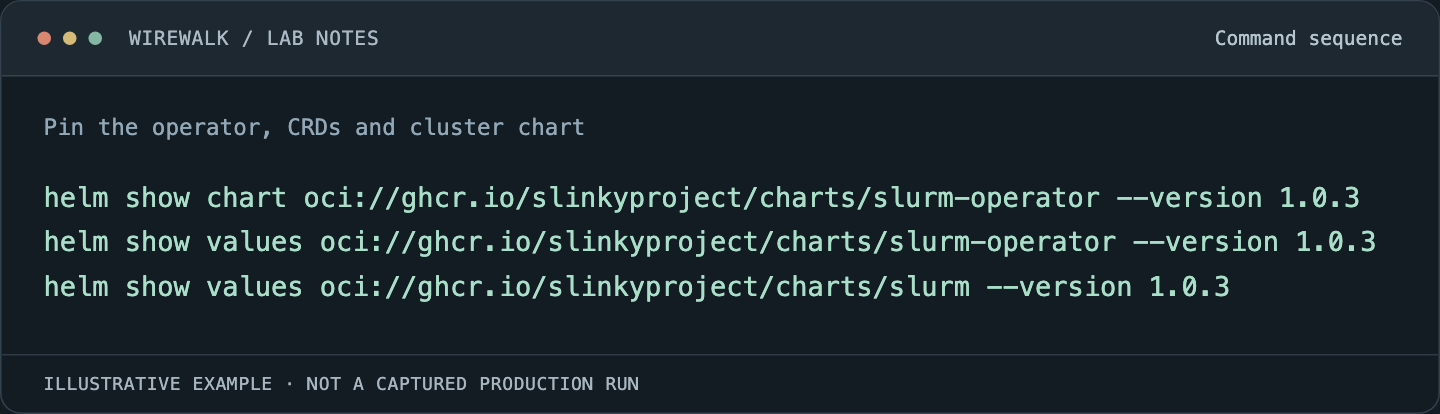 WIREWALK / LAB NOTES
Command sequence
Pin the operator, CRDs and cluster chart
helm show chart oci://ghcr.io/slinkyproject/charts/slurm-operator --version 1.0.3
helm show values oci://ghcr.io/slinkyproject/charts/slurm-operator --version 1.0.3
helm show values oci://ghcr.io/slinkyproject/charts/slurm --version 1.0.3
ILLUSTRATIVE EXAMPLE · NOT A CAPTURED PRODUCTION RUN